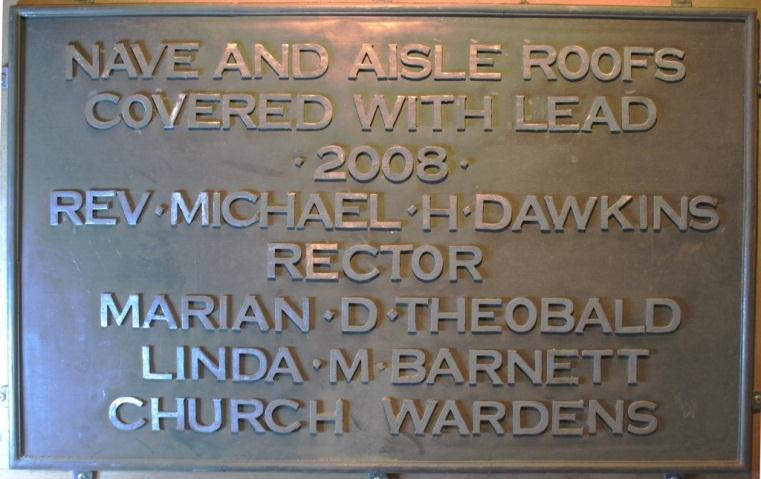 NAVE AND AISLE ROOFS
COVERED WITH LEAD
·2008·
REV·MICHAEL·H·DAWKINS
RECTOR
MARIAN·D·THEOBALD
LINDA·M·BARNETT
CHURCH WARDENS